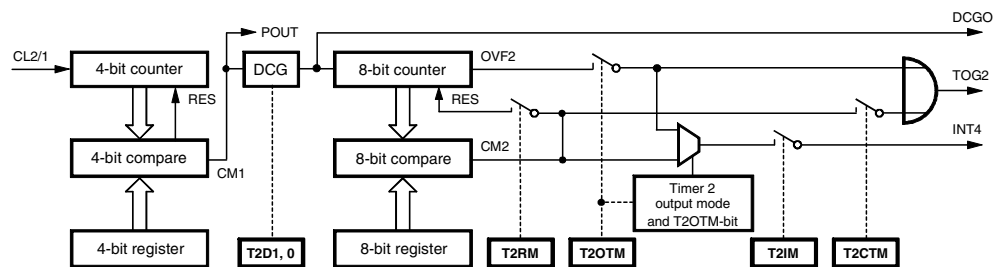 DCGO
POUT
CL2/1
4-bit counter
DCG
8-bit counter
OVF2
TOG2
RES
RES
INT4
4-bit compare
CM1
8-bit compare
CM2
Timer 2
output mode
and T2OTM-bit
4-bit register
T2D1, 0
8-bit register
T2RM
T2OTM
T2IM
T2CTM